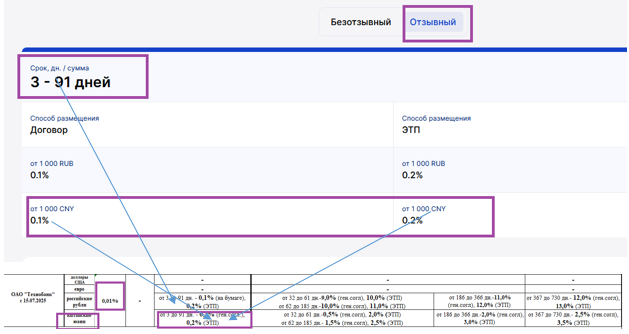 Безотзывный Отзывный
Срок, дн. / сумма
3 - 91 дней
Способ размещения Способ размещения
Договор ЭТП
от 1 000 RUB от 1 000 RUB
0.1% 0.2%
от 1 000 CNY от 1 000 CNY
0.1% 0.2%
доллары
США - - -
евро - - -
ОАО "Технобанк"
с 15.07.2025
российские
рубли
0,01%
-
от 3 до 91 дн. - 0,1% (на бумаге),
0,2% (ЭТП)
от 32 до 61 дн.-9,0% (ген.согл), 10,0% (ЭТП)
от 62 до 185 дн.-10,0% (ген.согл), 11,0% (ЭТП)
от 186 до 366 дн.-11,0%
(ген.согл), 12,0% (ЭТП)
от 367 до 730 дн.- 12,0% (ген.согл),
13,0% (ЭТП)
китайские
юани
от 3 до 91 дн. - (ген.согл),
0,2% (ЭТП)
от 32 до 61 дн.-0,5% (ген.согл), 2,0% (ЭТП)
от 62 до 185 дн.- 1,5% (ген.согл), 2,5% (ЭТП)
от 186 до 366 дн.-2,0% (ген.согл),
3,0% (ЭТП)
от 367 до 730 дн.- 2,5% (ген.согл),
3,5% (ЭТП)